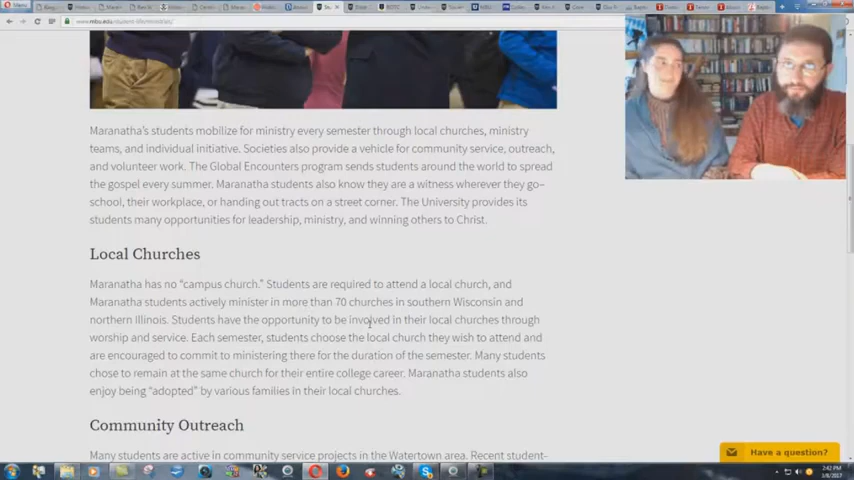 Menu
www.mbu.edu/student-life/ministries/
Maranatha's students mobilize for ministry every semester through local churches, ministry
teams, and individual initiative. Societies also provide a vehicle for community service, outreach,
and volunteer work. The Global Encounters program sends students around the world to spread
the gospel every summer. Maranatha students also know they are a witness wherever they go–
school, their workplace, or handing out tracts on a street corner. The University provides its
students many opportunities for leadership, ministry, and winning others to Christ.
Local Churches
Maranatha has no “campus church.” Students are required to attend a local church, and
Maranatha students actively minister in more than 70 churches in southern Wisconsin and
northern Illinois. Students have the opportunity to be involved in their local churches through
worship and service. Each semester, students choose the local church they wish to attend and
are encouraged to commit to ministering there for the duration of the semester. Many students
chose to remain at the same church for their entire college career. Maranatha students also
enjoy being “adopted” by various families in their local churches.
Community Outreach
Many students are active in community service projects in the Watertown area. Recent student-
Have a question?
2:42 PM